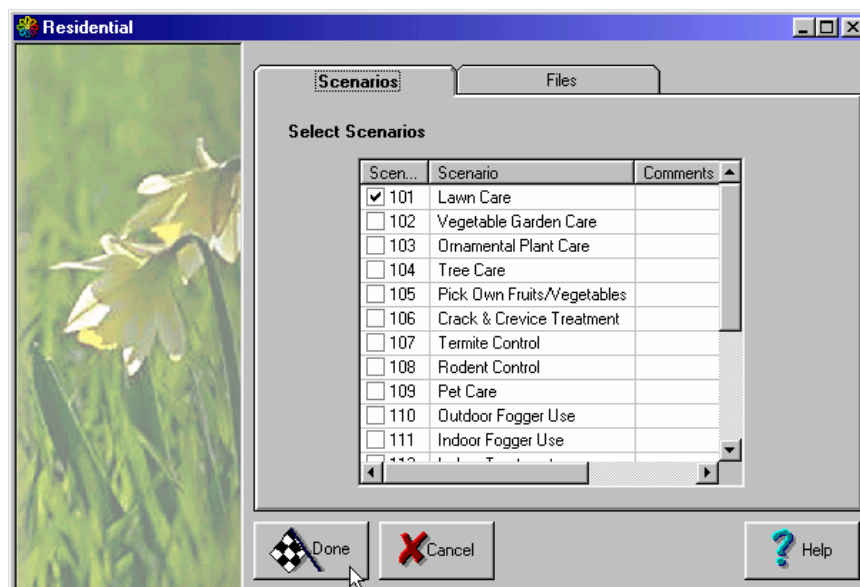 Residential
Scenarios Files
Select Scenarios
Scen... Scenario Comments
101 Lawn Care
102 Vegetable Garden Care
103 Ornamental Plant Care
104 Tree Care
105 Pick Own Fruits/Vegetables
106 Crack & Crevice Treatment
107 Termite Control
108 Rodent Control
109 Pet Care
110 Outdoor Fogger Use
111 Indoor Fogger Use
Done Cancel Help